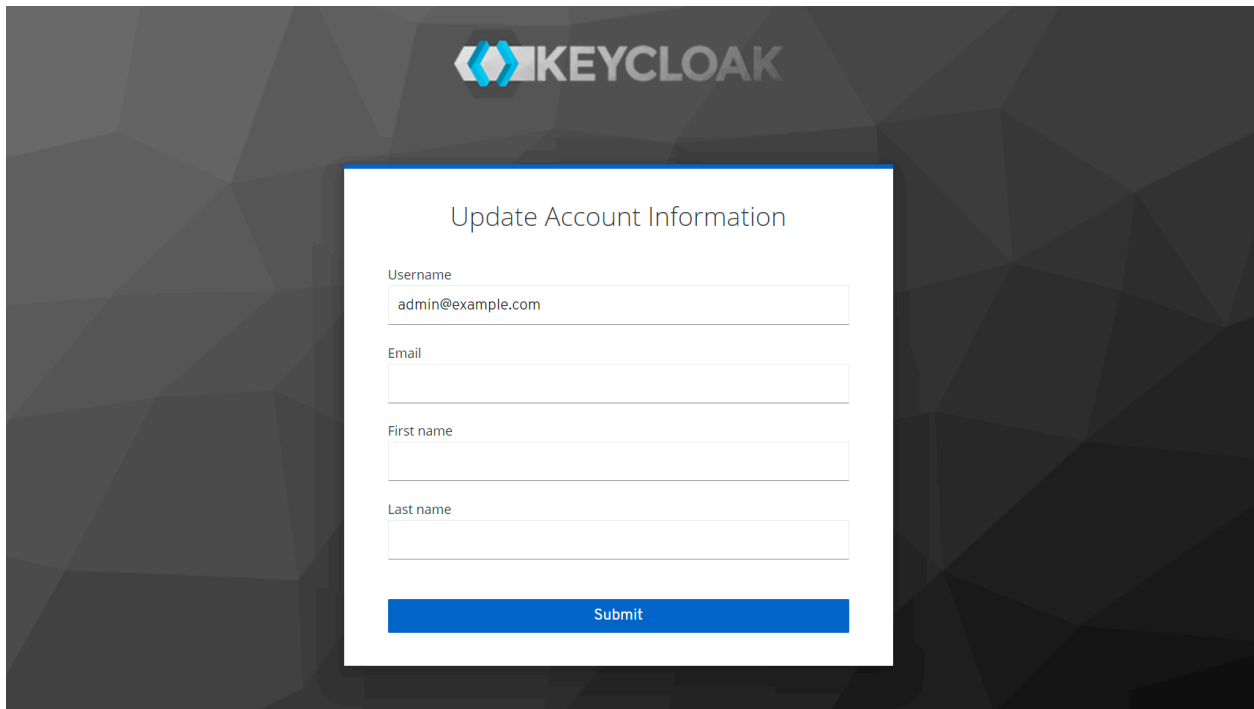 KEYCLOAK
Update Account Information
Username
admin@example.com
Email
First name
Last name
Submit